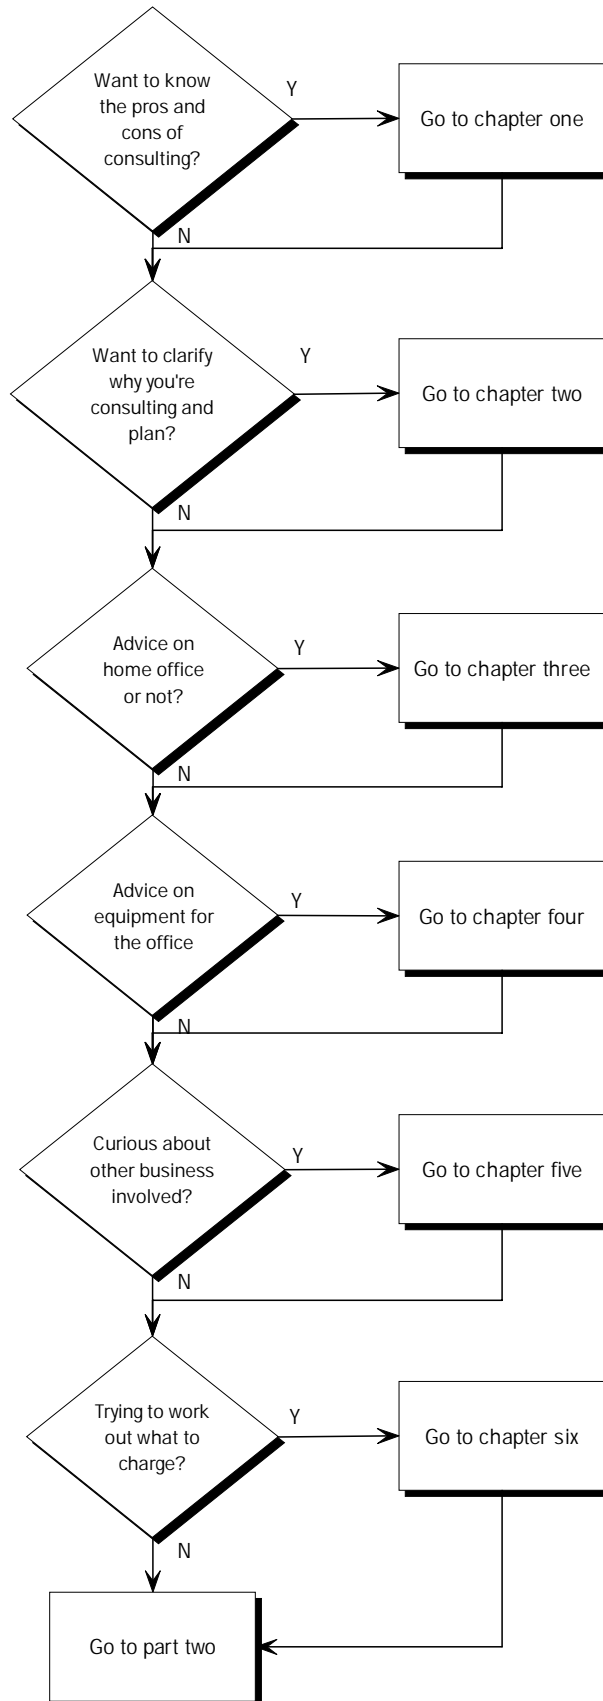 Want to know
the pros and
cons of
consulting?
Y
Go to chapter one
N
Want to clarify
why you're
consulting and
plan?
Y
Go to chapter two
N
Advice on
home office
or not?
Y
Go to chapter three
N
Advice on
equipment for
the office
Y
Go to chapter four
N
Curious about
other business
involved?
Y
Go to chapter five
N
Trying to work
out what to
charge?
Y
Go to chapter six
N
Go to part two